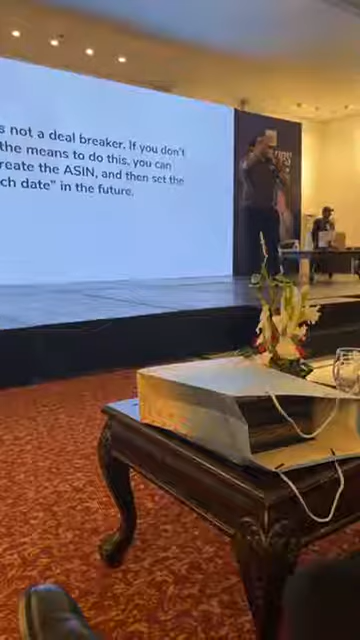 s not a deal breaker. If you don't
the means to do this, you can
reate the ASIN, and then set the
ch date" in the future.